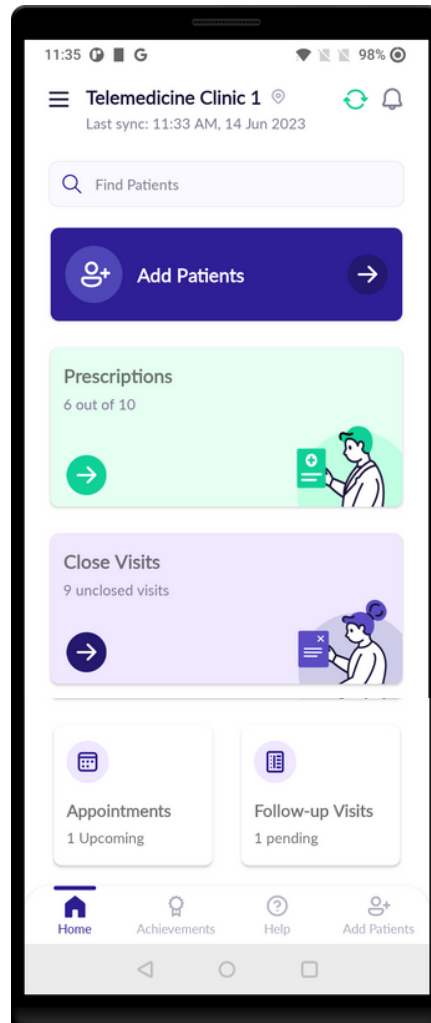 11:35 G 98%
Telemedicine Clinic 1
Last sync: 11:33 AM, 14 Jun 2023
Find Patients
Add Patients
Prescriptions
6 out of 10
Close Visits
9 unclosed visits
Appointments
1 Upcoming
Follow-up Visits
1 pending
Home
Achievements
Help
Add Patients